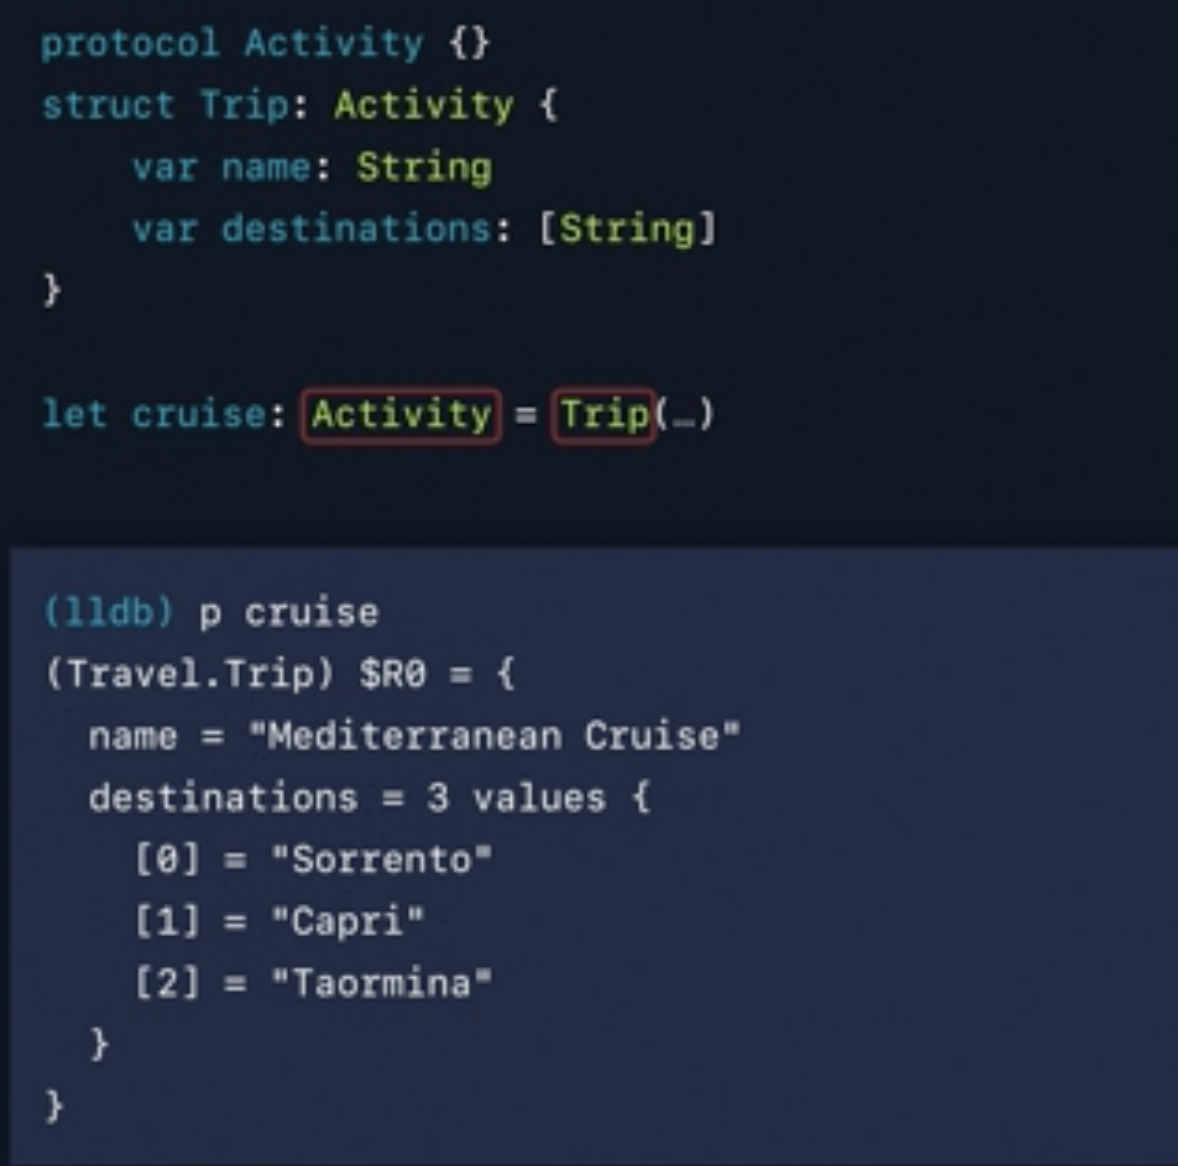 protocol Activity {}
struct Trip: Activity {
    var name: String
    var destinations: [String]
}
let cruise: Activity = Trip(…)
(lldb) p cruise
(Travel.Trip) $R0 = {
  name = "Mediterranean Cruise"
  destinations = 3 values {
    [0] = "Sorrento"
    [1] = "Capri"
    [2] = "Taormina"
  }
}